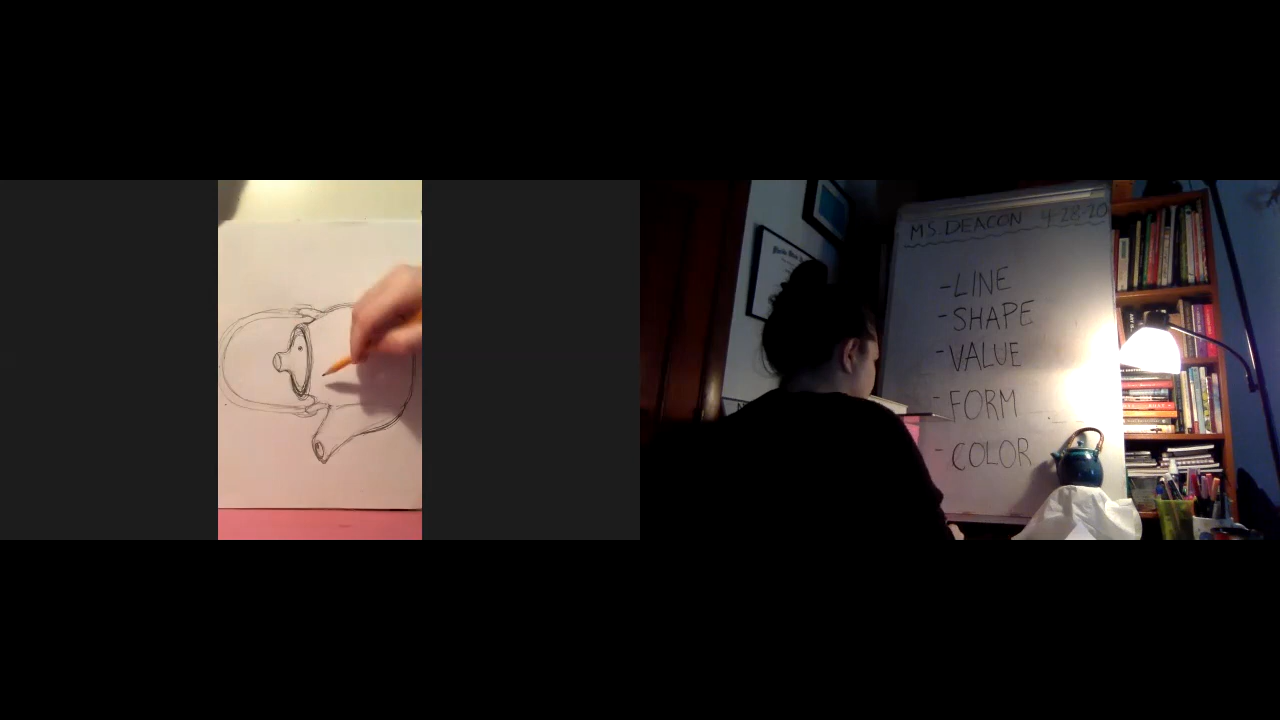 MS. DEACON 4-28-20
-LINE
-SHAPE
-VALUE
-FORM
-COLOR